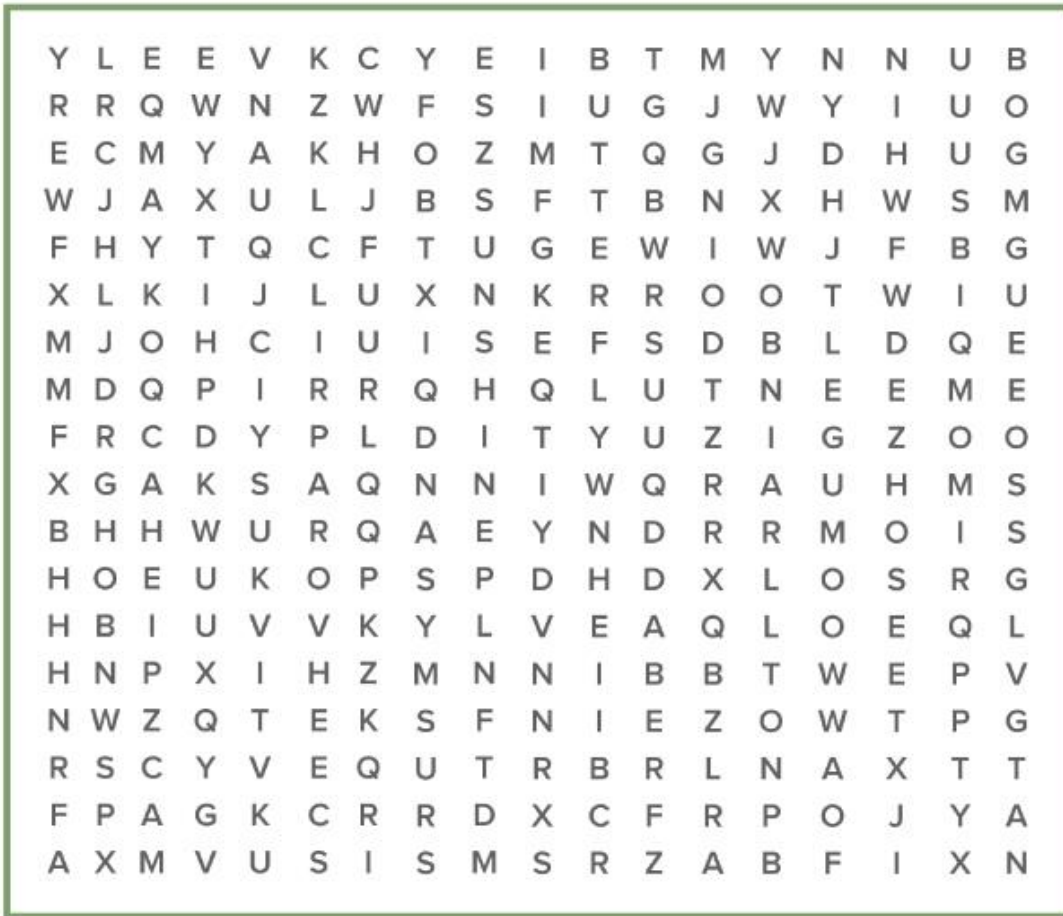 Y L E E V K C Y E I B T M Y N N U B
R R Q W N Z W F S I U G J W Y I U O
E C M Y A K H O Z M T Q G J D H U G
W J A X U L J B S F T B N X H W S M
F H Y T Q C F T U G E W I W J F B G
X L K I J L U X N K R R O O T W I U
M J O H C I U I S E F S D B L D Q E
M D Q P I R R Q H Q L U T N E E M E
F R C D Y P L D I T Y U Z I G Z O O
X G A K S A Q N N I W Q R A U H M S
B H H W U R Q A E Y N D R R M O I S
H O E U K O P S P D H D X L O S R G
H B I U V V K Y L V E A Q L O E Q L
H N P X I H Z M N N I B B T W E P V
N W Z Q T E K S F N I E Z O W T P G
R S C Y V E Q U T R B R L N A X T T
F P A G K C R R D X C F R P O J Y A
A X M V U S I S M S R Z A B F I X N